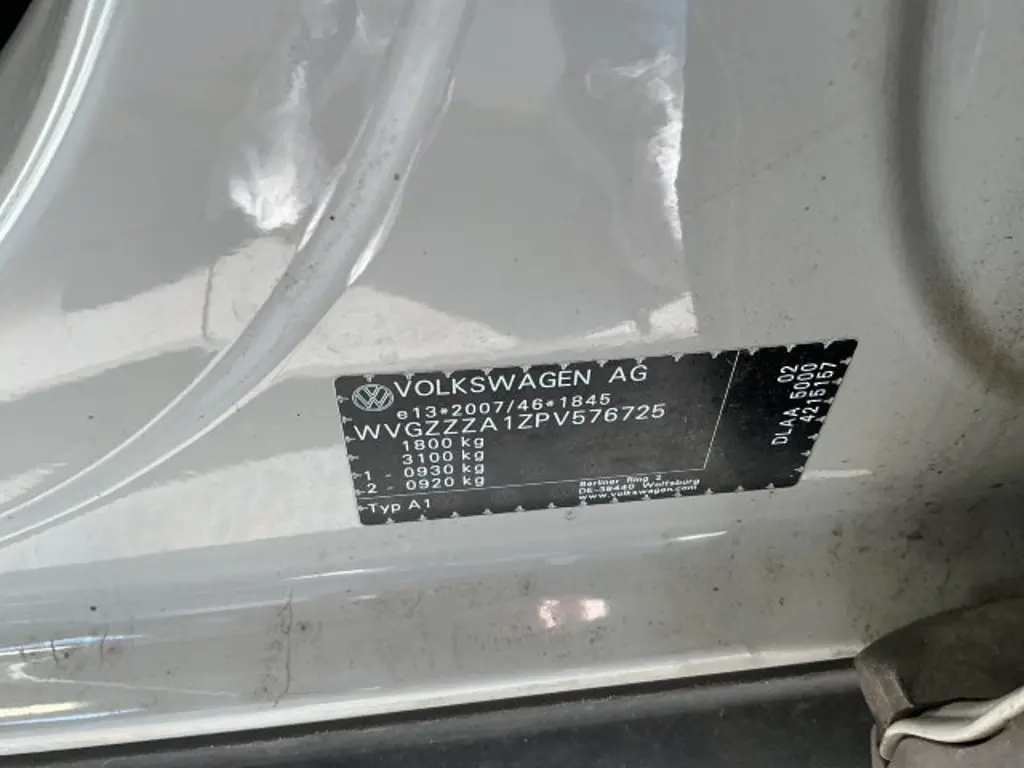 VOLKSWAGEN AG
e13*2007/46*1845
WVGZZZA1ZPV576725
1800 kg
3100 kg
1 - 0930 kg
2 - 0920 kg
Typ A1
Berliner Ring 2
DE-38440 Wolfsburg
www.volkswagen.com
DLAA 5000 02
4215157